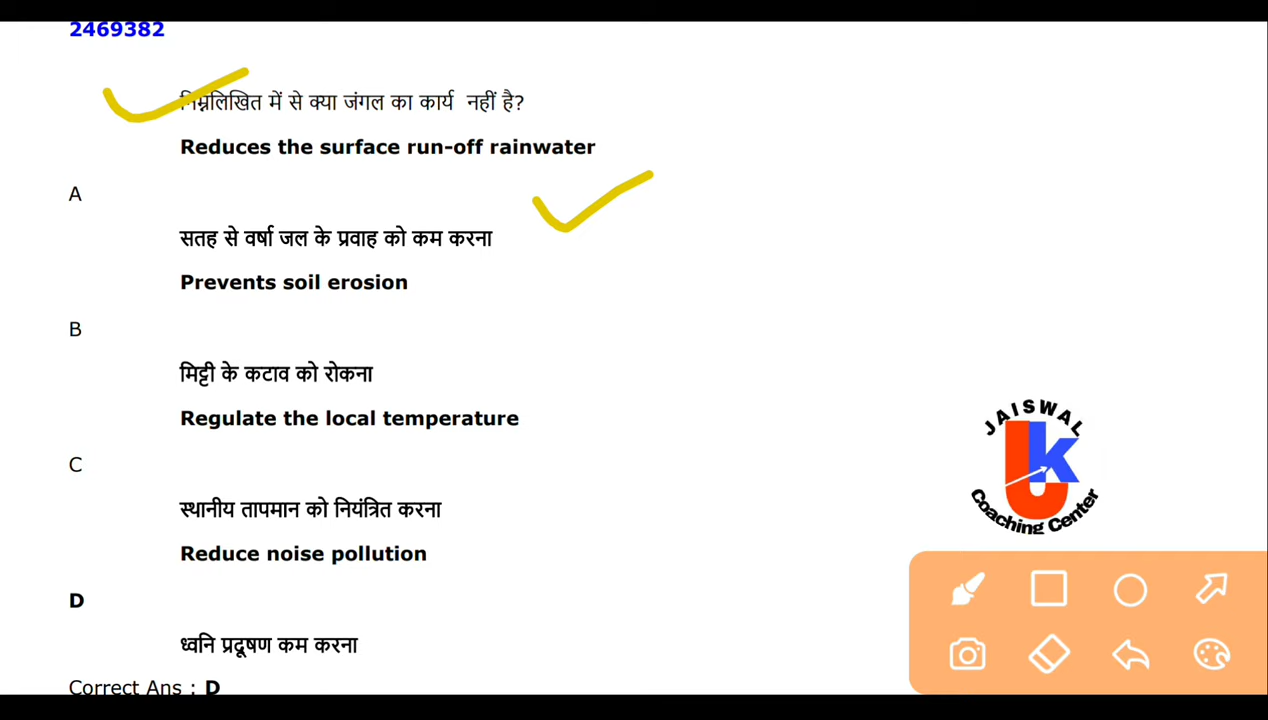 2469382
निम्नलिखित में से क्या जंगल का कार्य नहीं है?
Reduces the surface run-off rainwater
A
सतह से वर्षा जल के प्रवाह को कम करना
Prevents soil erosion
B
मिट्टी के कटाव को रोकना
Regulate the local temperature
C
स्थानीय तापमान को नियंत्रित करना
Reduce noise pollution
D
ध्वनि प्रदूषण कम करना
Correct Ans : D
JAISWAL
JK
Coaching Center